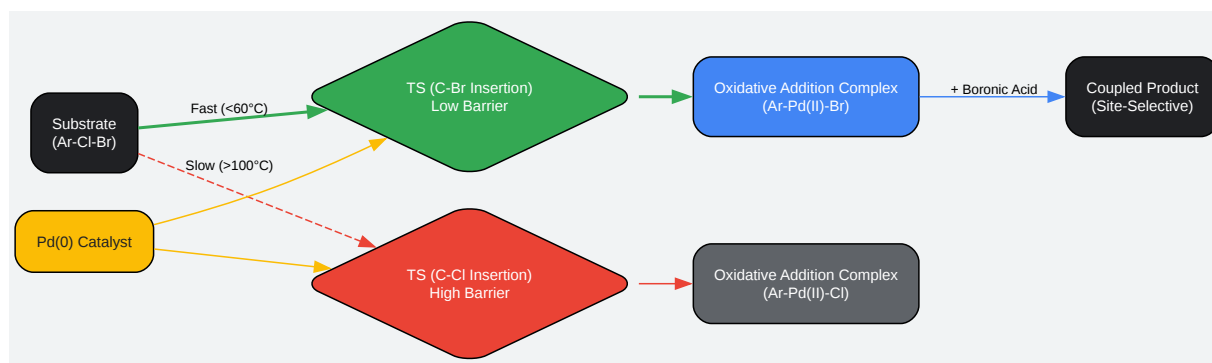 Substrate
(Ar-Cl-Br)
Pd(0) Catalyst
Fast (<60°C)
Slow (>100°C)
TS (C-Br Insertion)
Low Barrier
TS (C-Cl Insertion)
High Barrier
Oxidative Addition Complex
(Ar-Pd(II)-Br)
Oxidative Addition Complex
(Ar-Pd(II)-Cl)
+ Boronic Acid
Coupled Product
(Site-Selective)